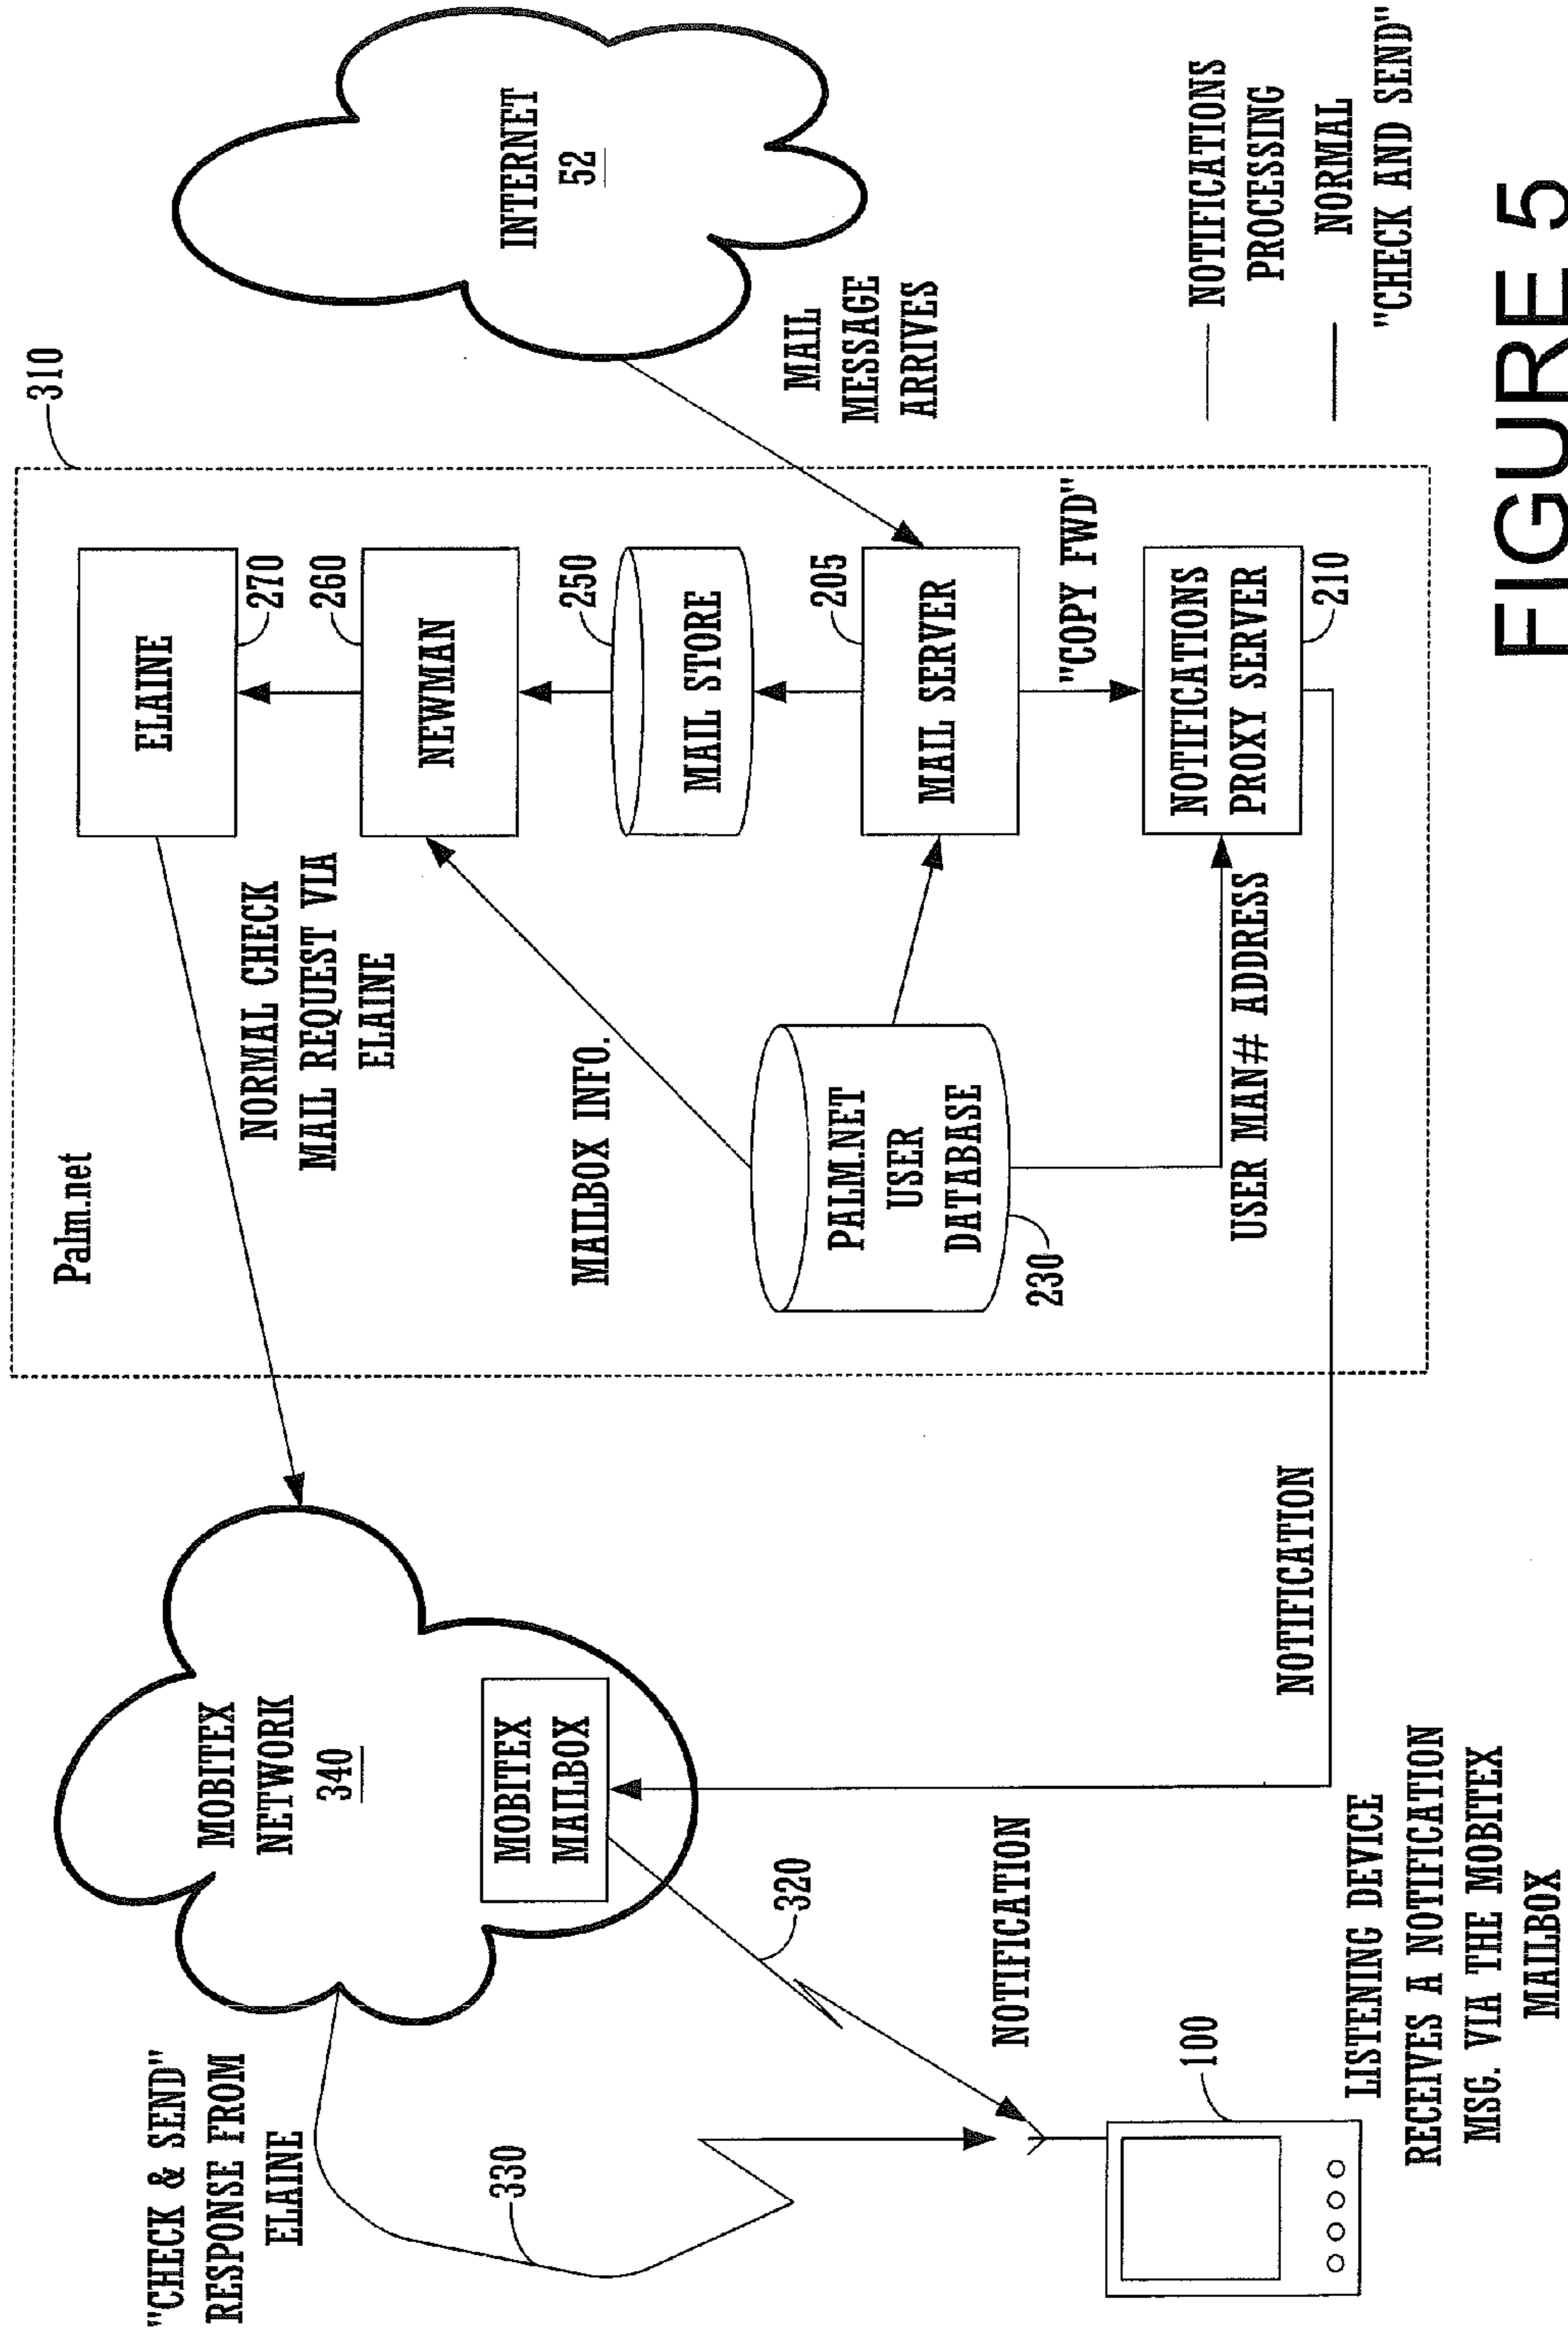 "CHECK & SEND"
RESPONSE FROM
ELAINE
MOBITEX
NETWORK
340
MOBITEX
MAILBOX
330
320
NOTIFICATION
100
LISTENING DEVICE
RECEIVES A NOTIFICATION
MSG. VIA THE MOBITEX
MAILBOX
NOTIFICATION
Palm.net
310
NORMAL CHECK
MAIL REQUEST VIA
ELAINE
ELAINE
270
260
NEWMAN
MAILBOX INFO.
250
MAIL STORE
PALM.NET
USER
DATABASE
230
205
MAIL SERVER
"COPY FWD"
USER MAN# ADDRESS
NOTIFICATIONS
PROXY SERVER
210
INTERNET
52
MAIL
MESSAGE
ARRIVES
NOTIFICATIONS
PROCESSING
NORMAL
"CHECK AND SEND"
FIGURE 5